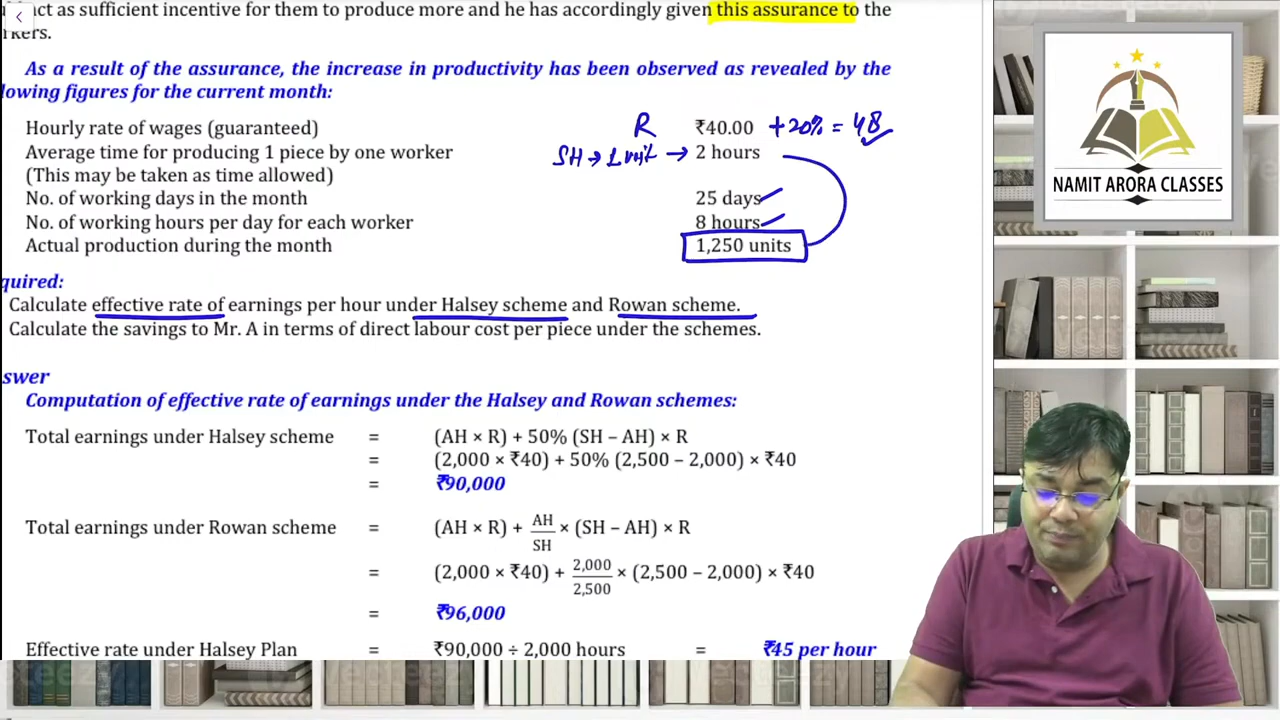 act as sufficient incentive for them to produce more and he has accordingly given this assurance to the
rkers.
As a result of the assurance, the increase in productivity has been observed as revealed by the
lowing figures for the current month:
Hourly rate of wages (guaranteed) R ₹40.00 +20% = 48
Average time for producing 1 piece by one worker SH → 1 unit → 2 hours
(This may be taken as time allowed)
No. of working days in the month 25 days
No. of working hours per day for each worker 8 hours
Actual production during the month 1,250 units
quired:
Calculate effective rate of earnings per hour under Halsey scheme and Rowan scheme.
Calculate the savings to Mr. A in terms of direct labour cost per piece under the schemes.
swer
Computation of effective rate of earnings under the Halsey and Rowan schemes:
Total earnings under Halsey scheme = (AH × R) + 50% (SH – AH) × R
= (2,000 × ₹40) + 50% (2,500 – 2,000) × ₹40
= ₹90,000
Total earnings under Rowan scheme = (AH × R) + AH/SH × (SH – AH) × R
= (2,000 × ₹40) + 2,000/2,500 × (2,500 – 2,000) × ₹40
= ₹96,000
Effective rate under Halsey Plan = ₹90,000 ÷ 2,000 hours = ₹45 per hour
NAMIT ARORA CLASSES